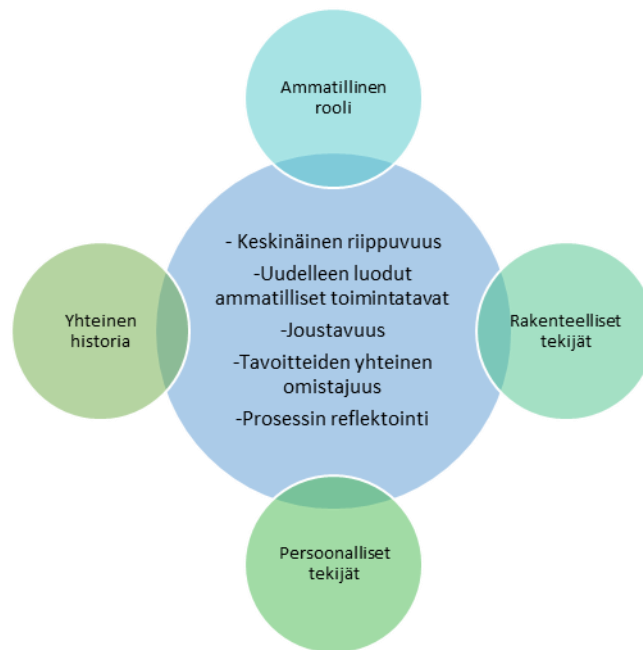 Ammatillinen
rooli
- Keskinäinen riippuvuus
-Uudelleen luodut
ammatilliset toimintatavat
-Joustavuus
-Tavoitteiden yhteinen
omistajuus
-Prosessin reflektointi
Yhteinen
historia
Rakenteelliset
tekijät
Persoonalliset
tekijät